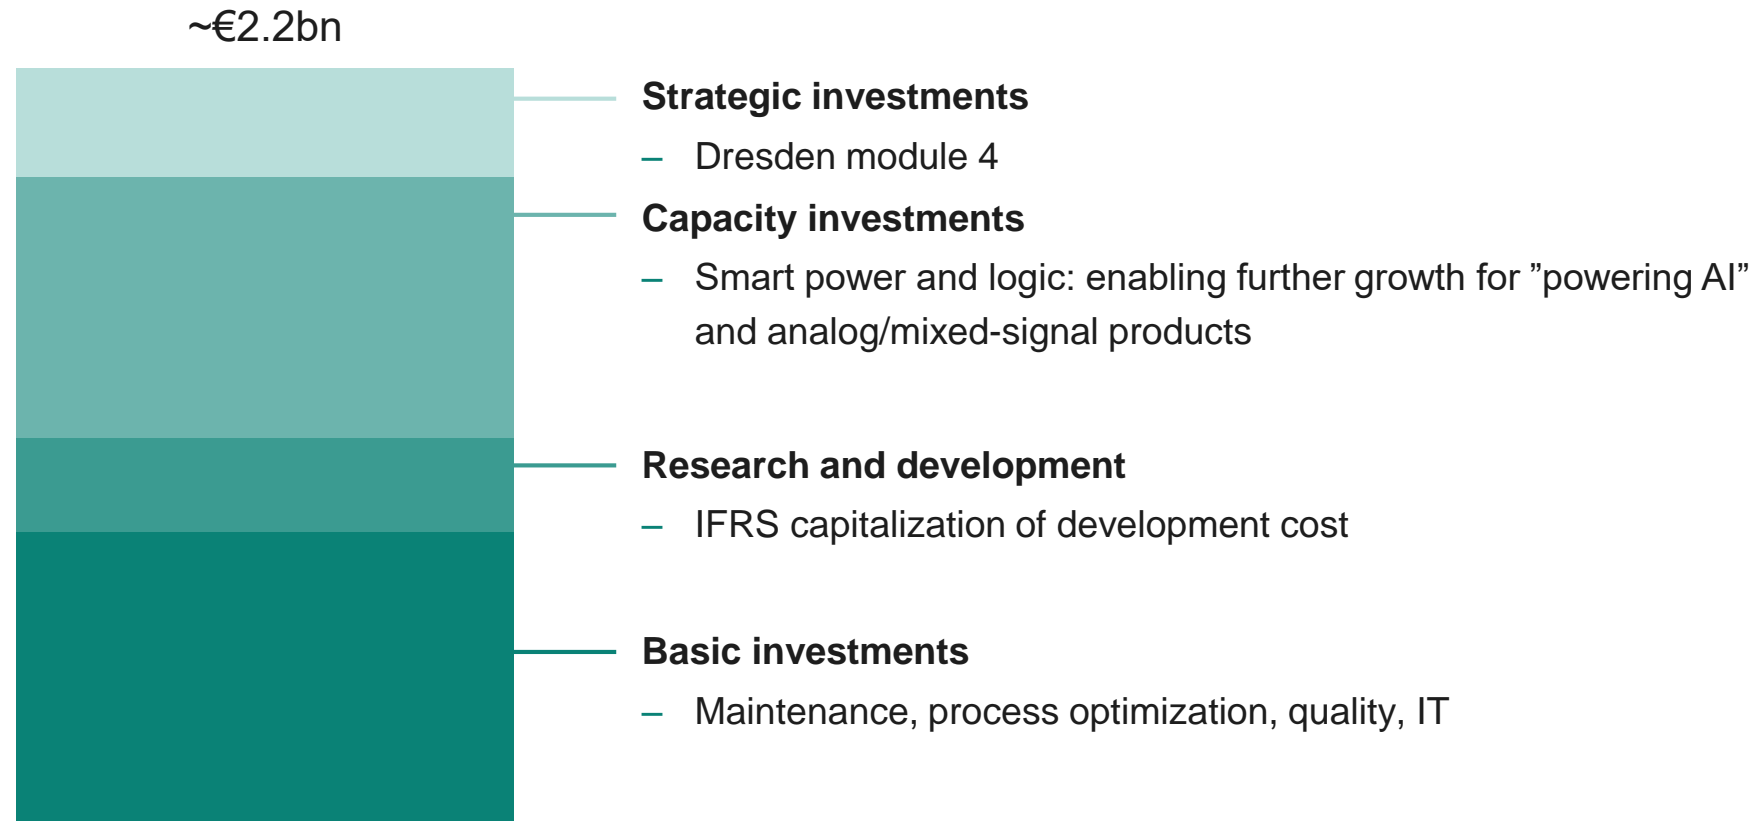 ~€2.2bn
Strategic investments
– Dresden module 4
Capacity investments
– Smart power and logic: enabling further growth for ”powering AI”
and analog/mixed-signal products
Research and development
– IFRS capitalization of development cost
Basic investments
– Maintenance, process optimization, quality, IT